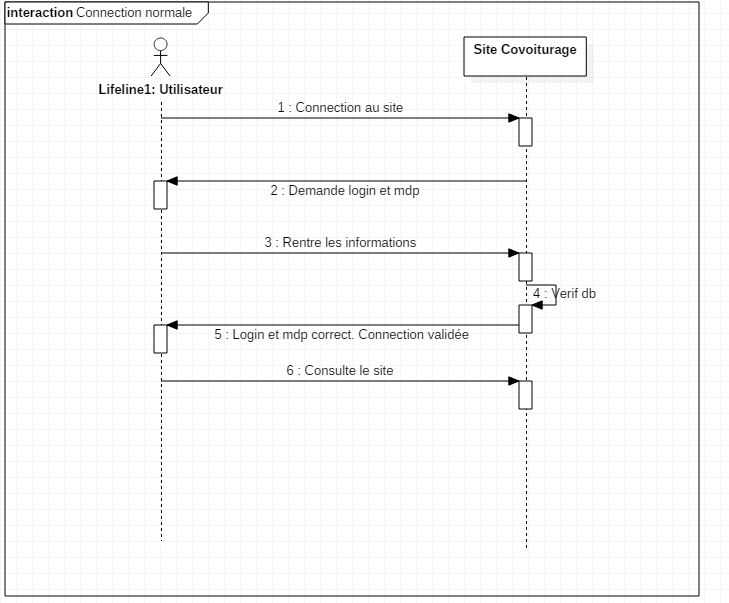 interaction Connection normale
Site Covoiturage
Lifeline1: Utilisateur
1 : Connection au site
2 : Demande login et mdp
3 : Rentre les informations
4 : Verif db
5 : Login et mdp correct. Connection validée
6 : Consulte le site